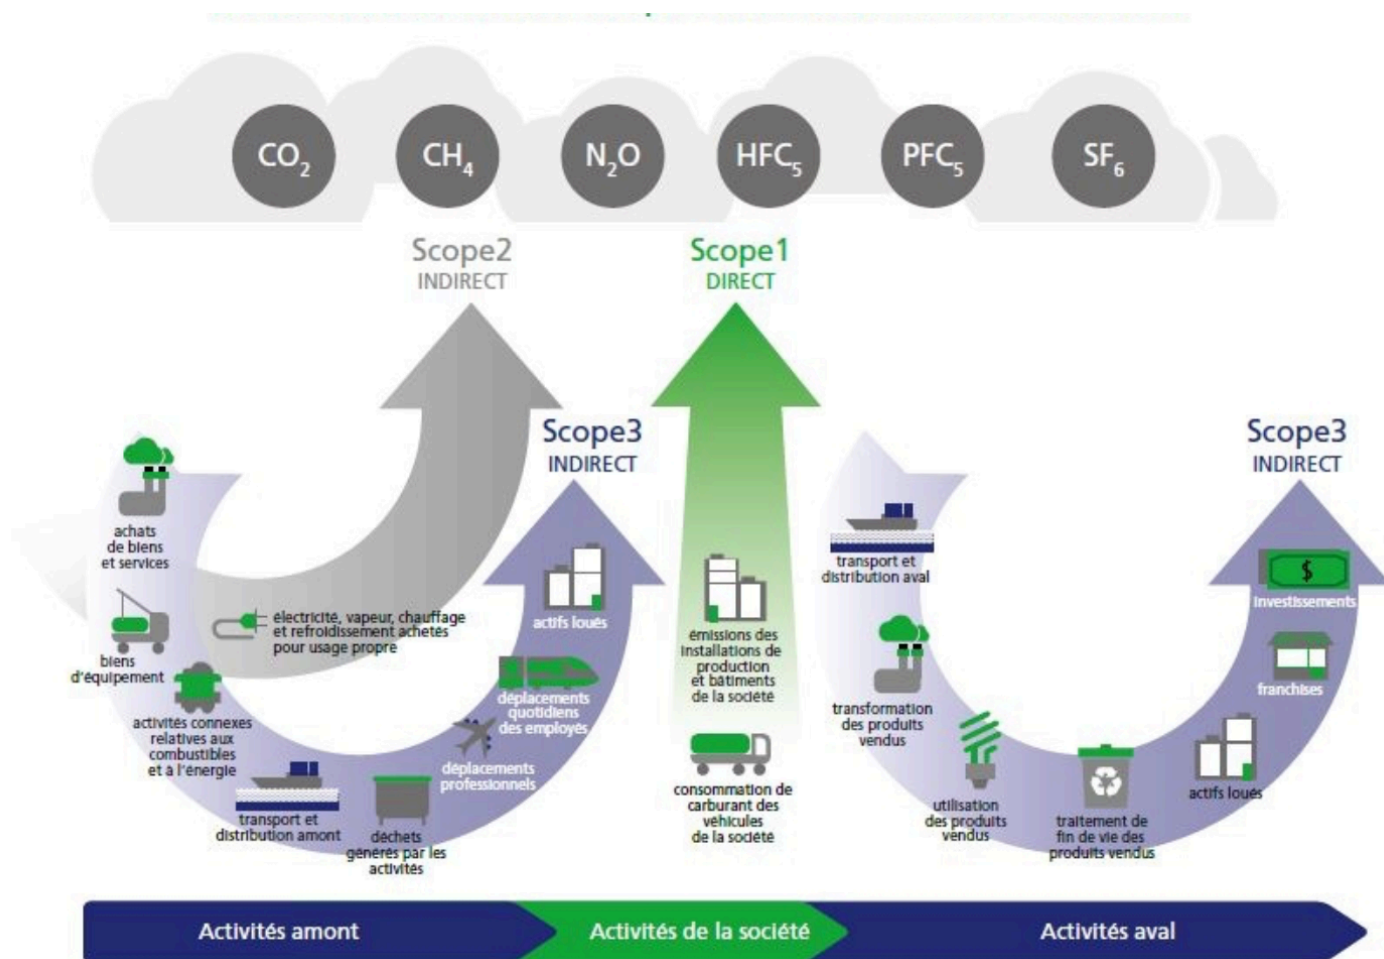 CO₂
CH₄
N₂O
HFC₅
PFC₅
SF₆
Scope2
INDIRECT
Scope1
DIRECT
Scope3
INDIRECT
Scope3
INDIRECT
achats
de biens
et services
biens
d'équipement
électricité, vapeur, chauffage
et refroidissement achetés
pour usage propre
activités connexes
relatives aux
combustibles
et à l'énergie
transport et
distribution amont
déchets
générés par les
activités
déplacements
professionnels
déplacements
quotidiens
des employés
actifs loués
émissions des
installations de
production
et bâtiments
de la société
consommation de
carburant des
véhicules
de la société
transport et
distribution aval
transformation
des produits
vendus
utilisation
des produits
vendus
traitement de
fin de vie des
produits vendus
actifs loués
franchises
$
investissements
Activités amont
Activités de la société
Activités aval